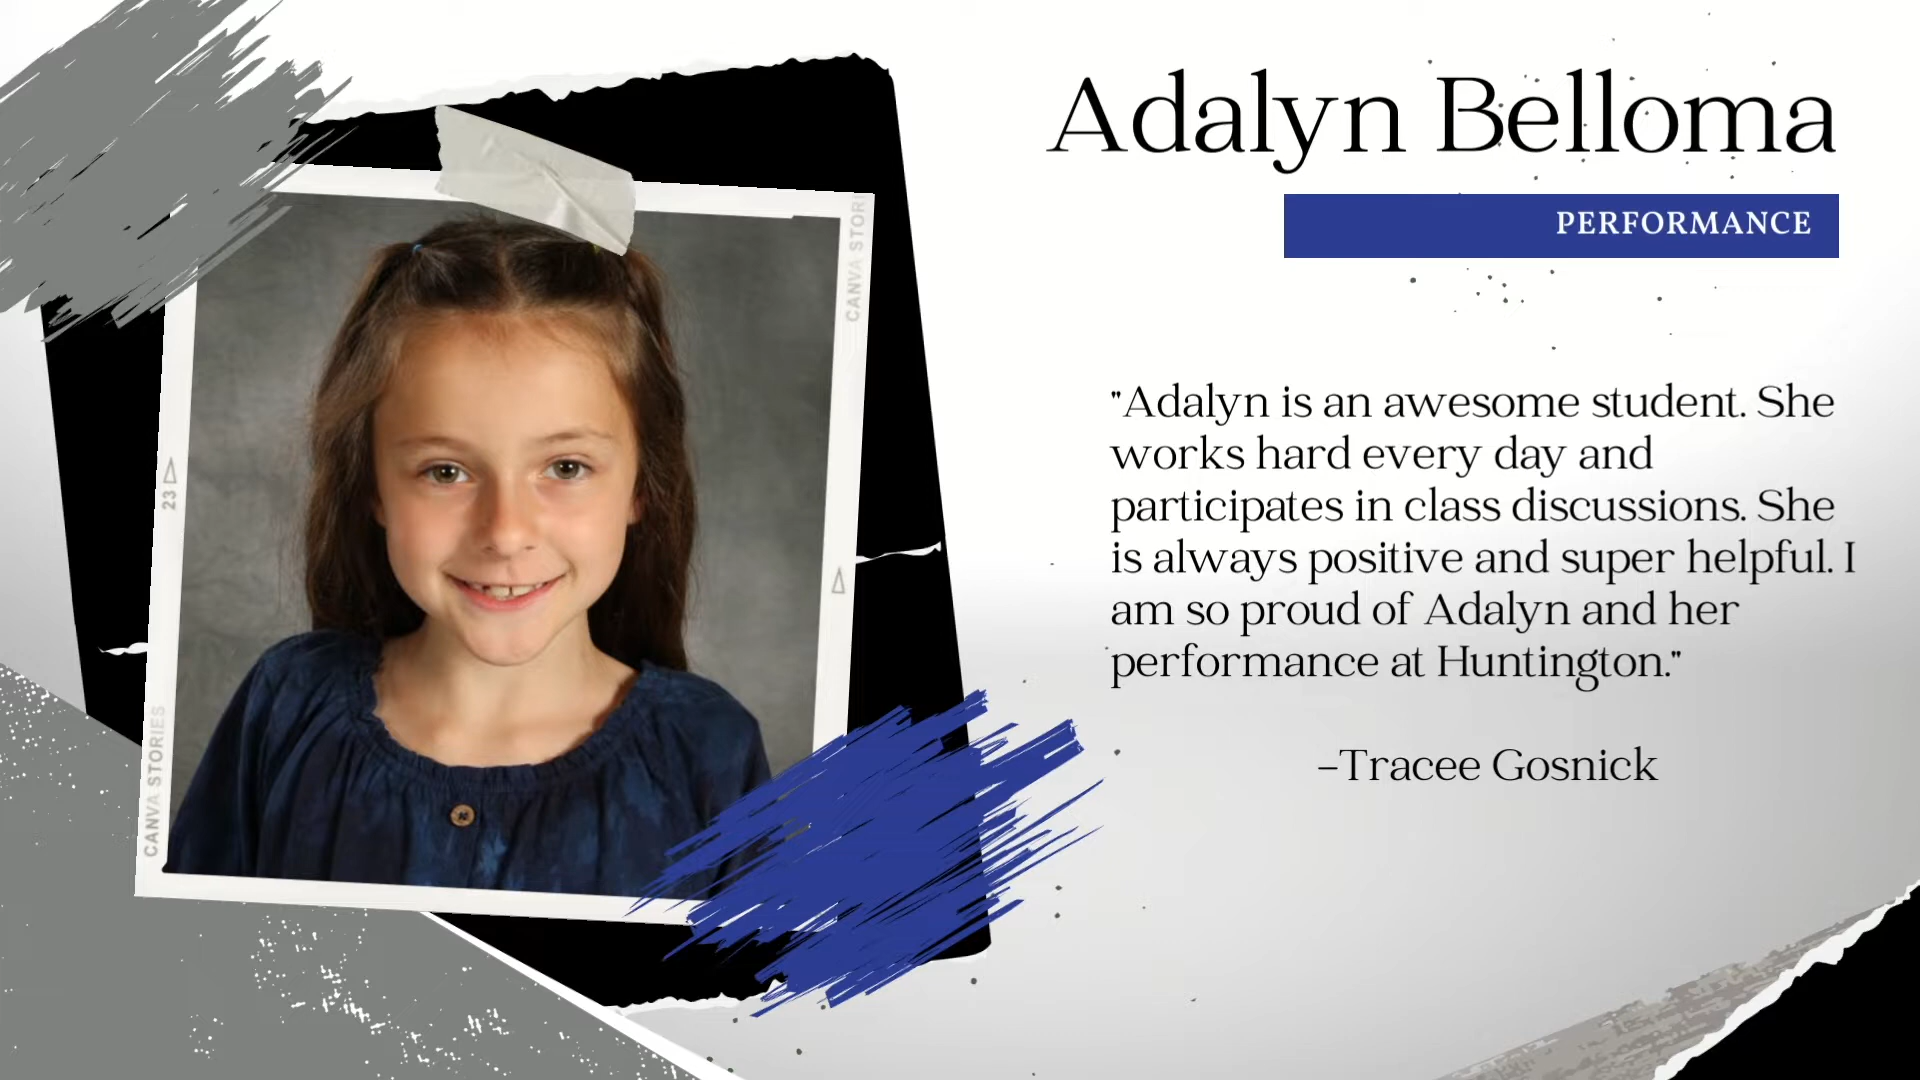 Adalyn Belloma
PERFORMANCE
"Adalyn is an awesome student. She
works hard every day and
participates in class discussions. She
is always positive and super helpful. I
am so proud of Adalyn and her
performance at Huntington."
–Tracee Gosnick
CANVA STORI
23
CANVA STORIES